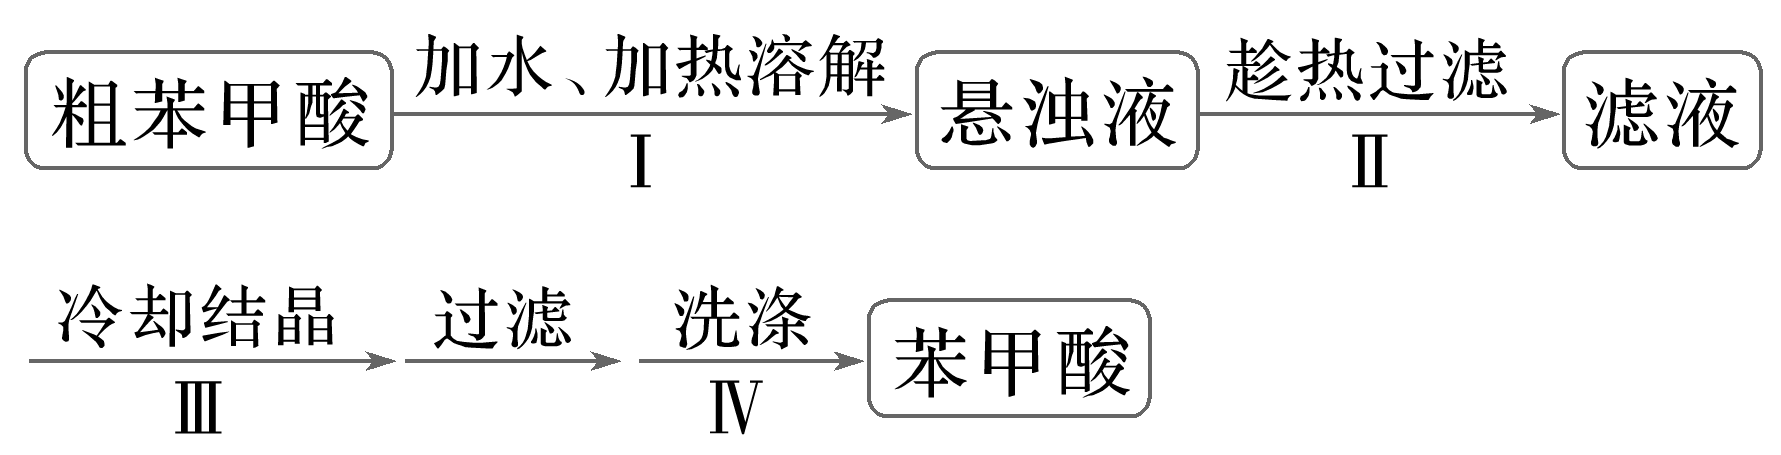 粗苯甲酸 加水、加热溶解 Ⅰ 悬浊液 趁热过滤 Ⅱ 滤液
冷却结晶 Ⅲ 过滤 洗涤 Ⅳ 苯甲酸